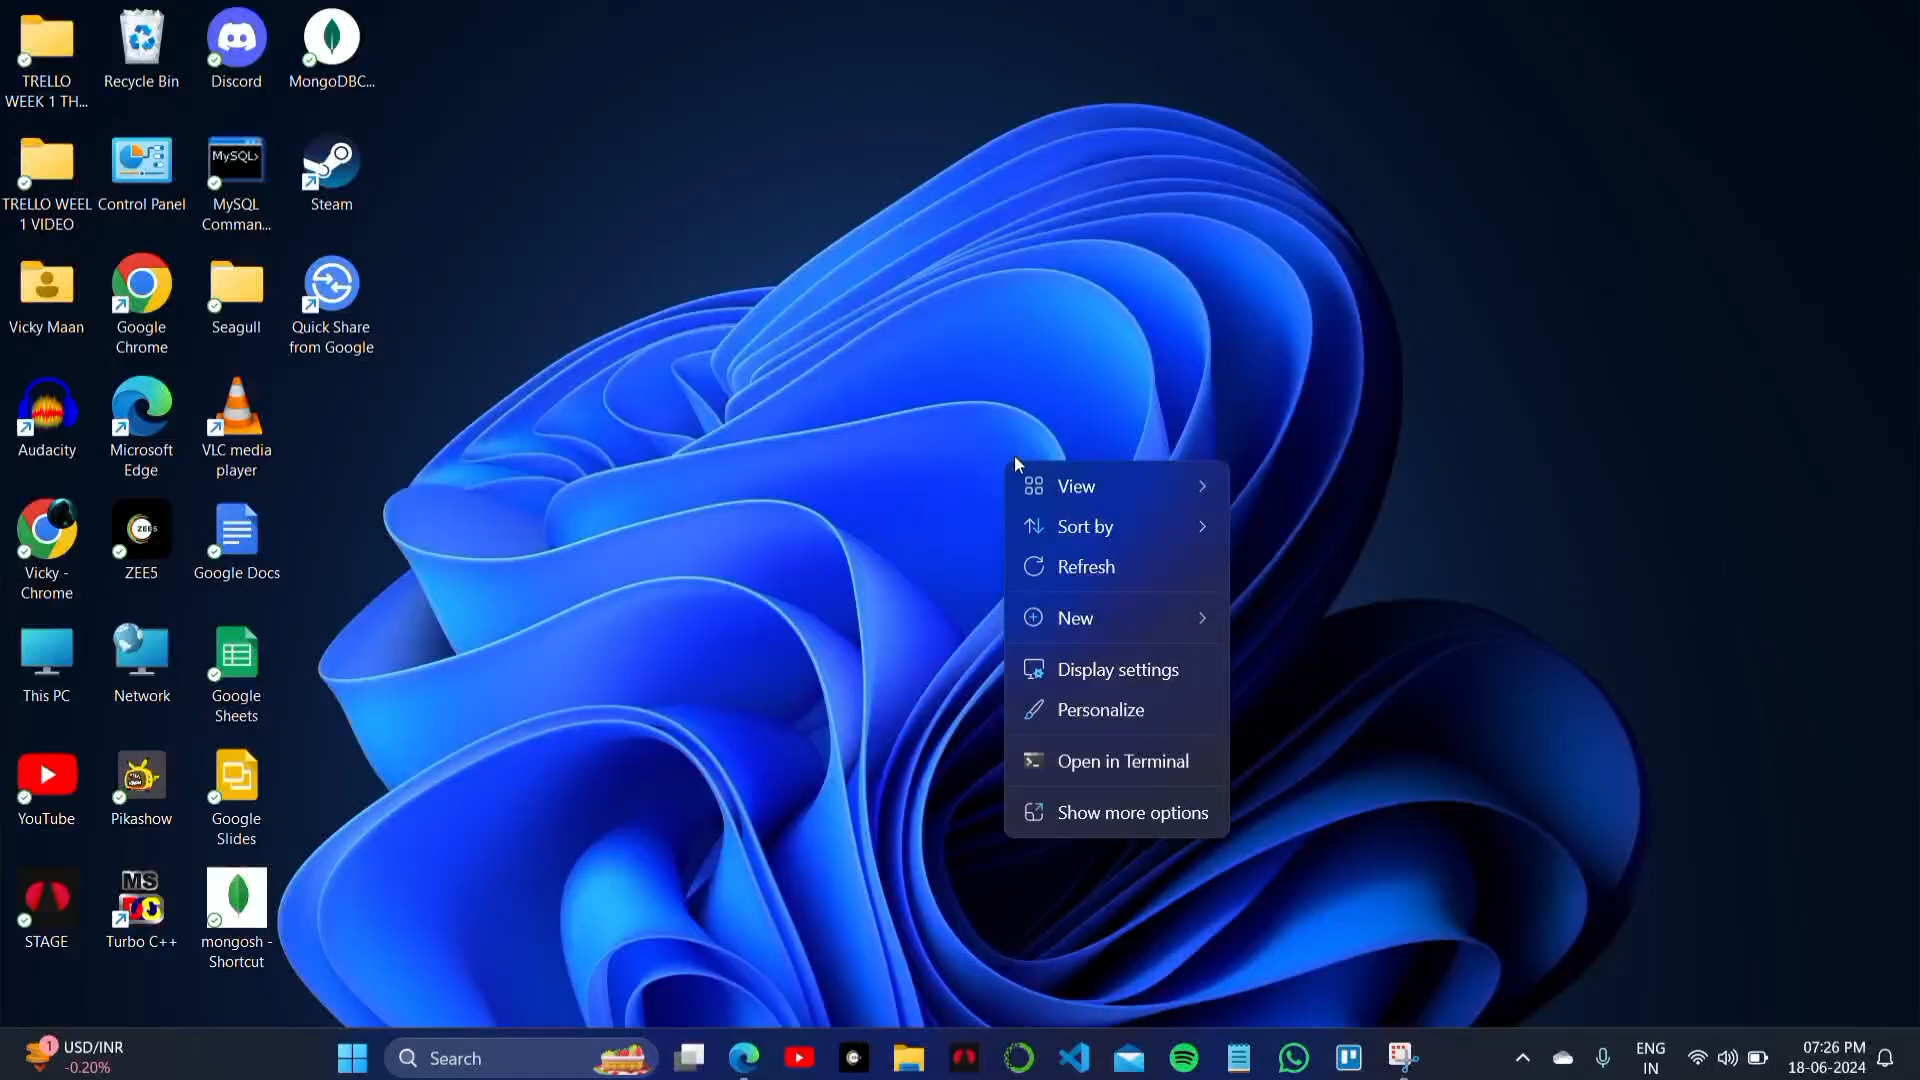 TRELLO
WEEK 1 TH...
Recycle Bin
Discord
MongoDBC...
TRELLO WEEL
1 VIDEO
Control Panel
MySQL>
MySQL
Comman...
Steam
Vicky Maan
Google
Chrome
Seagull
Quick Share
from Google
Audacity
Microsoft
Edge
VLC media
player
Vicky -
Chrome
ZEE5
ZEE5
Google Docs
This PC
Network
Google
Sheets
YouTube
Pikashow
Google
Slides
STAGE
MS
Turbo C++
mongosh -
Shortcut
View
Sort by
Refresh
New
Display settings
Personalize
Open in Terminal
Show more options
1
USD/INR
-0.20%
Search
ENG
IN
07:26 PM
18-06-2024